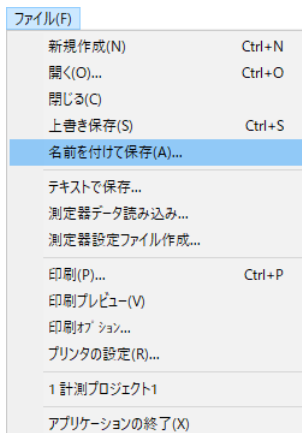 ファイル(F)
新規作成(N) Ctrl+N
開く(O)... Ctrl+O
閉じる(C)
上書き保存(S) Ctrl+S
名前を付けて保存(A)...
テキストで保存...
測定器データ読み込み...
測定器設定ファイル作成...
印刷(P)... Ctrl+P
印刷プレビュー(V)
印刷ｵﾌﾟｼｮﾝ...
プリンタの設定(R)...
1 計測プロジェクト1
アプリケーションの終了(X)